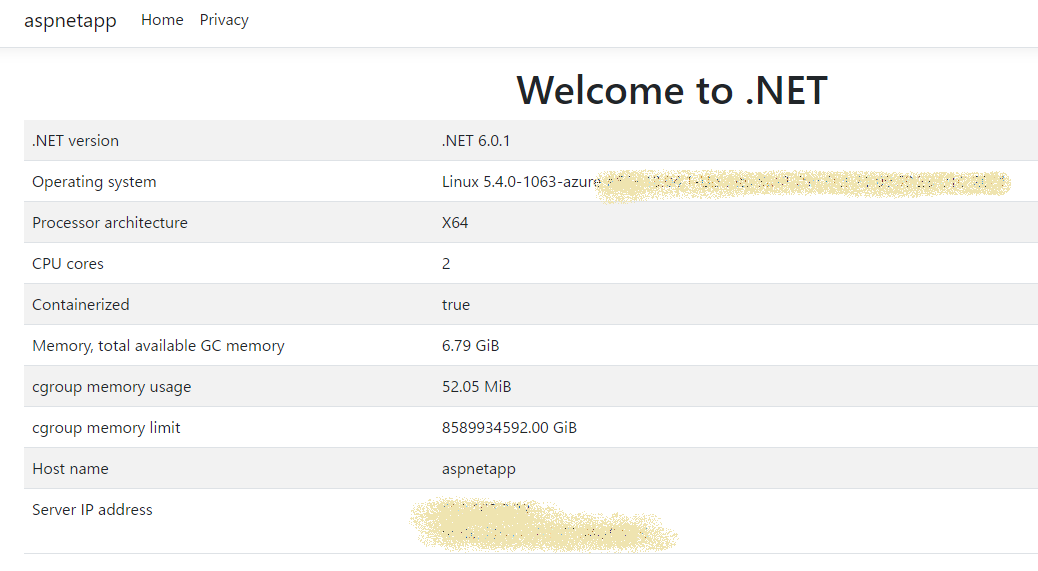 aspnetapp Home Privacy
Welcome to .NET
.NET version .NET 6.0.1
Operating system Linux 5.4.0-1063-azure
Processor architecture X64
CPU cores 2
Containerized true
Memory, total available GC memory 6.79 GiB
cgroup memory usage 52.05 MiB
cgroup memory limit 8589934592.00 GiB
Host name aspnetapp
Server IP address